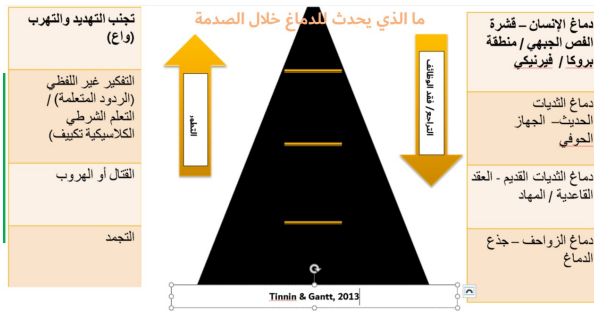 ما الذي يحدث للدماغ خلال الصدمة
دماغ الإنسان – قشرة
الفص الجبهي / منطقة
بروكا / فيرنيكي
دماغ الثديات
الحديث– الجهاز
الحوفي
دماغ الثديات القديم - العقد
القاعدية / المهاد
دماغ الزواحف – جذع
الدماغ
التراجع/ فقد الوظائف
التطور
تجنب التهديد والتهرب
(واع)
التفكير غير اللفظي
(الردود المتعلمة) /
التعلم الشرطي
الكلاسيكية تكييف)
القتال أو الهروب
التجمد
Tinnin & Gantt, 2013